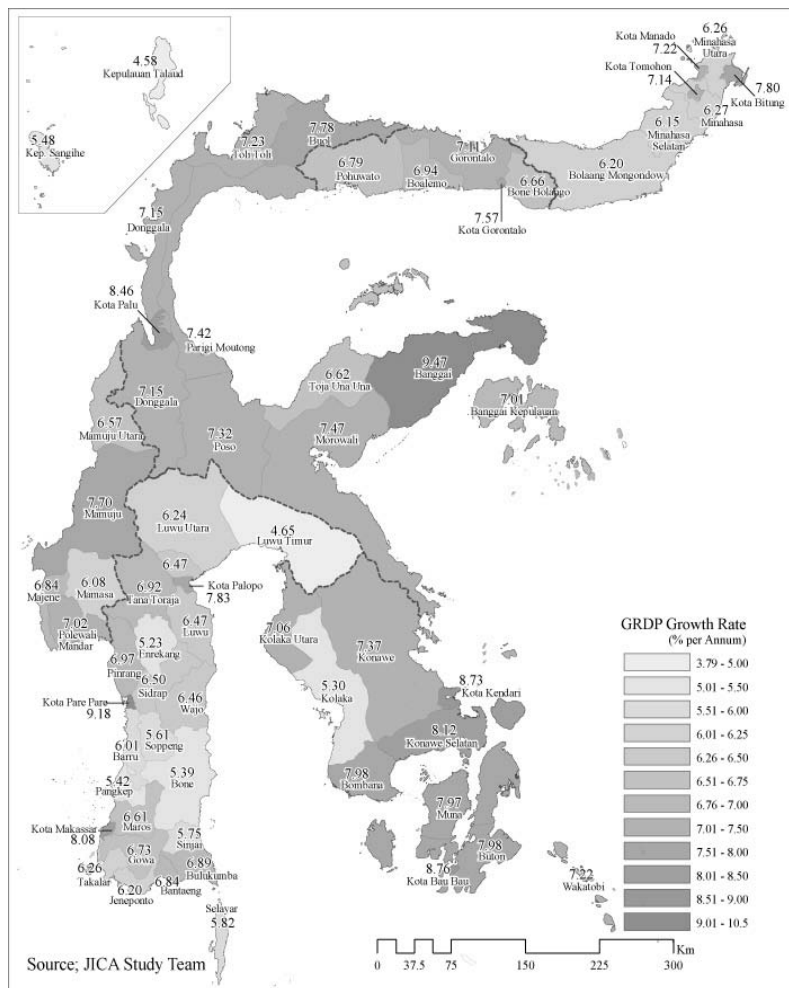 4.58
Kepulauan Talaud
5.48
Kep. Sangihe
Kota Manado
7.22
6.26
Minahasa
Utara
Kota Tomohon
7.14
7.80
Kota Bitung
6.27
Minahasa
6.15
Minahasa
Selatan
6.20
Bolaang Mongondow
7.23
Toli-Toli
7.78
Buol
6.79
Pohuwato
6.94
Boalemo
7.11
Gorontalo
6.66
Bone Bolango
7.57
Kota Gorontalo
7.15
Donggala
8.46
Kota Palu
7.42
Parigi Moutong
7.15
Donggala
6.57
Mamuju Utara
7.32
Poso
6.62
Toja Una Una
9.47
Banggai
7.47
Morowali
7.01
Banggai Kepulauan
7.70
Mamuju
6.24
Luwu Utara
4.65
Luwu Timur
6.47
6.84
Majene
6.08
Mamasa
6.92
Tana Toraja
Kota Palopo
7.83
7.02
Polewali
Mandar
6.47
Luwu
5.23
Enrekang
6.97
Pinrang
6.50
Sidrap
6.46
Wajo
Kota Pare Pare
9.18
5.61
Soppeng
6.01
Barru
5.39
Bone
5.42
Pangkep
6.61
Maros
Kota Makassar
8.08
5.75
Sinjai
6.73
Gowa
6.89
Bulukumba
6.26
Takalar
6.84
Bantaeng
6.20
Jeneponto
Selayar
5.82
7.06
Kolaka Utara
7.37
Konawe
5.30
Kolaka
8.73
Kota Kendari
8.12
Konawe Selatan
7.98
Bombana
7.97
Muna
7.98
Buton
8.76
Kota Bau Bau
7.22
Wakatobi
GRDP Growth Rate
(% per Annum)
3.79 - 5.00
5.01 - 5.50
5.51 - 6.00
6.01 - 6.25
6.26 - 6.50
6.51 - 6.75
6.76 - 7.00
7.01 - 7.50
7.51 - 8.00
8.01 - 8.50
8.51 - 9.00
9.01 - 10.5
Km
0 37.5 75 150 225 300
Source; JICA Study Team